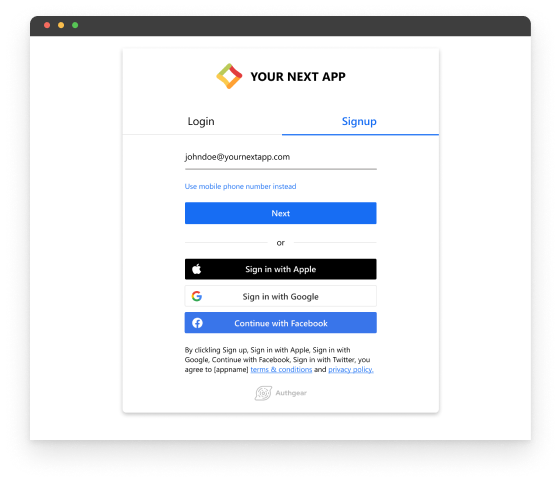 YOUR NEXT APP
Login
Signup
johndoe@yournextapp.com
Use mobile phone number instead
Next
or
Sign in with Apple
Sign in with Google
Continue with Facebook
By clickling Sign up, Sign in with Apple, Sign in with
Google, Continue with Facebook, Sign in with Twitter, you
agree to [appname] terms & conditions and privacy policy.
Authgear